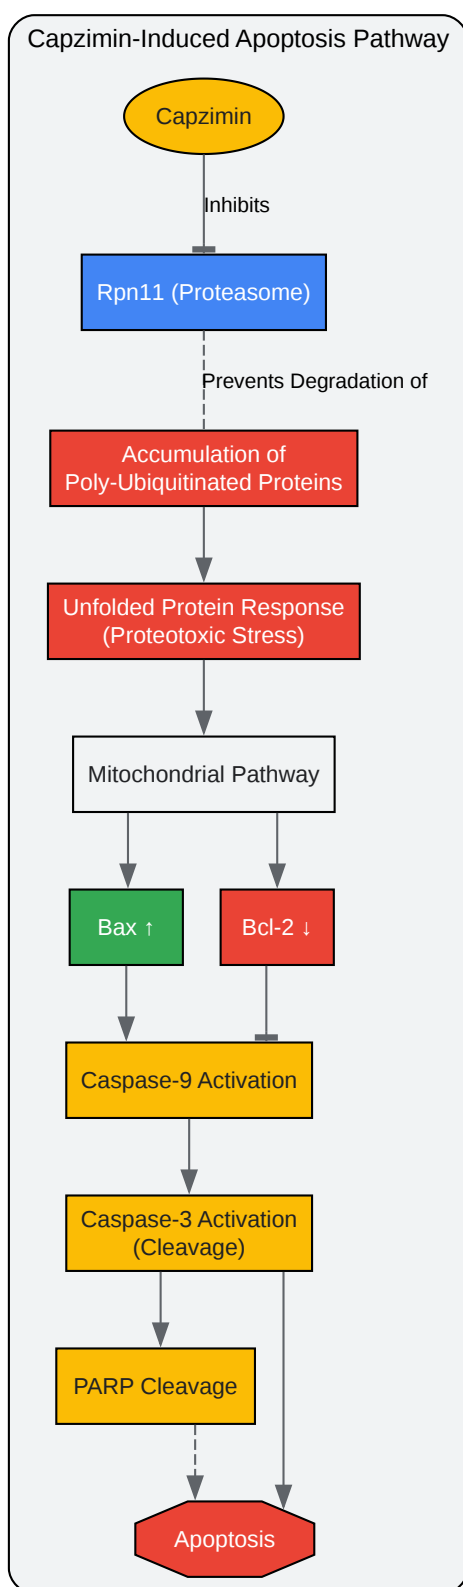 Capzimin-Induced Apoptosis Pathway
Capzimin
Inhibits
Rpn11 (Proteasome)
Prevents Degradation of
Accumulation of
Poly-Ubiquitinated Proteins
Unfolded Protein Response
(Proteotoxic Stress)
Mitochondrial Pathway
Bax ↑
Bcl-2 ↓
Caspase-9 Activation
Caspase-3 Activation
(Cleavage)
PARP Cleavage
Apoptosis